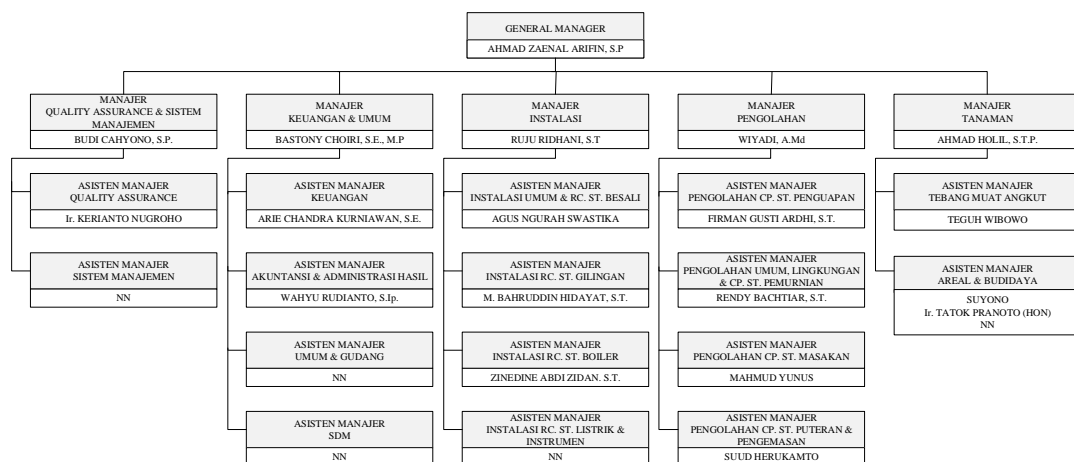 GENERAL MANAGER
AHMAD ZAENAL ARIFIN, S.P
MANAJER
QUALITY ASSURANCE & SISTEM
MANAJEMEN
BUDI CAHYONO, S.P.
ASISTEN MANAJER
QUALITY ASSURANCE
Ir. KERIANTO NUGROHO
ASISTEN MANAJER
SISTEM MANAJEMEN
NN
MANAJER
KEUANGAN & UMUM
BASTONY CHOIRI, S.E., M.P
ASISTEN MANAJER
KEUANGAN
ARIE CHANDRA KURNIAWAN, S.E.
ASISTEN MANAJER
AKUNTANSI & ADMINISTRASI HASIL
WAHYU RUDIANTO, S.Ip.
ASISTEN MANAJER
UMUM & GUDANG
NN
ASISTEN MANAJER
SDM
NN
MANAJER
INSTALASI
RUJU RIDHANI, S.T
ASISTEN MANAJER
INSTALASI UMUM & RC. ST. BESALI
AGUS NGURAH SWASTIKA
ASISTEN MANAJER
INSTALASI RC. ST. GILINGAN
M. BAHRUDDIN HIDAYAT, S.T.
ASISTEN MANAJER
INSTALASI RC. ST. BOILER
ZINEDINE ABDI ZIDAN. S.T.
ASISTEN MANAJER
INSTALASI RC. ST. LISTRIK &
INSTRUMEN
NN
MANAJER
PENGOLAHAN
WIYADI, A.Md
ASISTEN MANAJER
PENGOLAHAN CP. ST. PENGUAPAN
FIRMAN GUSTI ARDHI, S.T.
ASISTEN MANAJER
PENGOLAHAN UMUM, LINGKUNGAN
& CP. ST. PEMURNIAN
RENDY BACHTIAR, S.T.
ASISTEN MANAJER
PENGOLAHAN CP. ST. MASAKAN
MAHMUD YUNUS
ASISTEN MANAJER
PENGOLAHAN CP. ST. PUTERAN &
PENGEMASAN
SUUD HERUKAMTO
MANAJER
TANAMAN
AHMAD HOLIL, S.T.P.
ASISTEN MANAJER
TEBANG MUAT ANGKUT
TEGUH WIBOWO
ASISTEN MANAJER
AREAL & BUDIDAYA
SUYONO
Ir. TATOK PRANOTO (HON)
NN